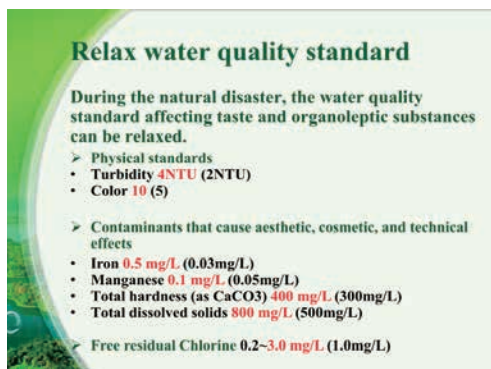 Relax water quality standard
During the natural disaster, the water quality
standard affecting taste and organoleptic substances
can be relaxed.
➤ Physical standards
• Turbidity 4NTU (2NTU)
• Color 10 (5)
➤ Contaminants that cause aesthetic, cosmetic, and technical
effects
• Iron 0.5 mg/L (0.03mg/L)
• Manganese 0.1 mg/L (0.05mg/L)
• Total hardness (as CaCO3) 400 mg/L (300mg/L)
• Total dissolved solids 800 mg/L (500mg/L)
➤ Free residual Chlorine 0.2~3.0 mg/L (1.0mg/L)